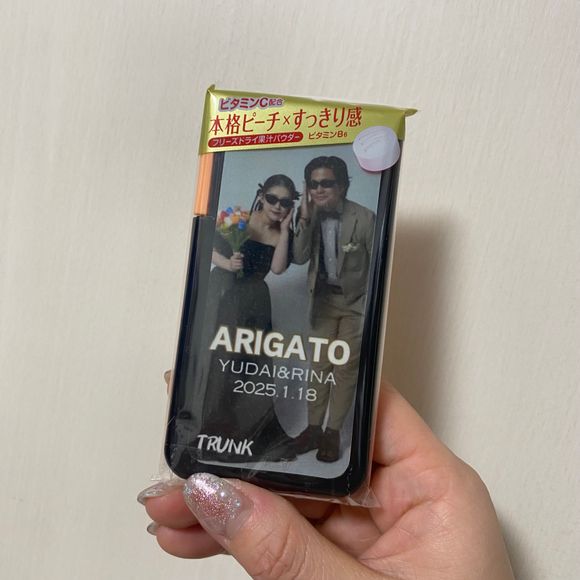 ビタミンC配合
本格ピーチ×すっきり感
フリーズドライ果汁パウダー ビタミンB6
ARIGATO
YUDAI&RINA
2025.1.18
TRUNK